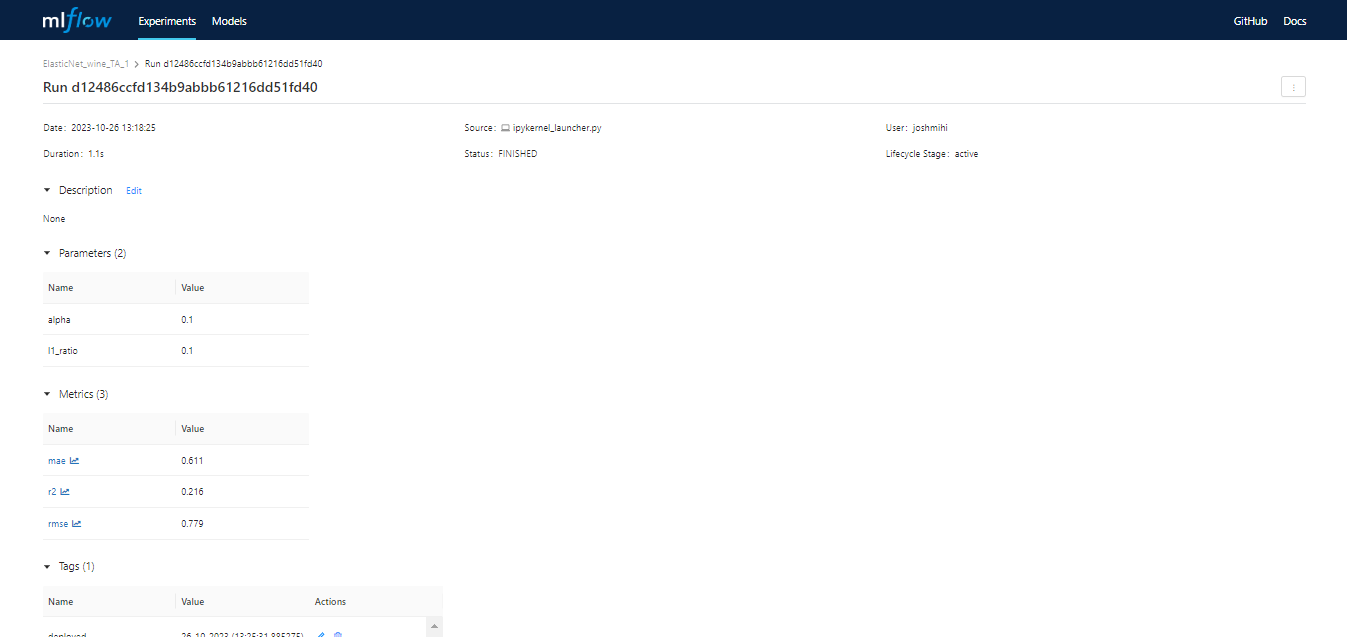 mlflow Experiments Models GitHub Docs
ElasticNet_wine_TA_1 > Run d12486ccfd134b9abbb61216dd51fd40
Run d12486ccfd134b9abbb61216dd51fd40
Date: 2023-10-26 13:18:25 Source: ipykernel_launcher.py User: joshmihi
Duration: 1.1s Status: FINISHED Lifecycle Stage: active
Description Edit
None
Parameters (2)
Name Value
alpha 0.1
l1_ratio 0.1
Metrics (3)
Name Value
mae 0.611
r2 0.216
rmse 0.779
Tags (1)
Name Value Actions
deployed 26-10-2023 (13:25:31.885275)